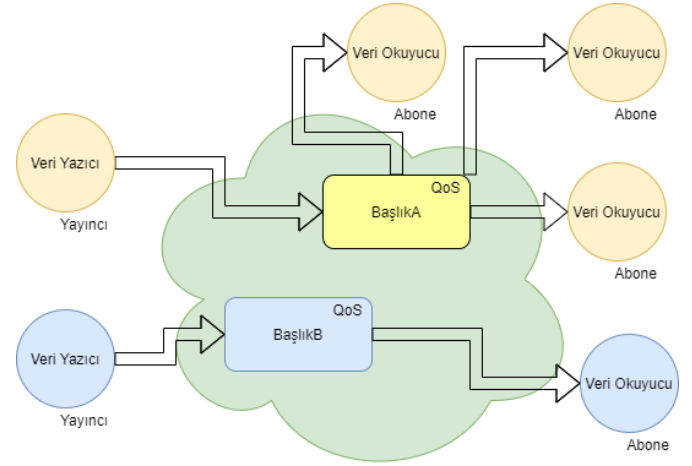 Veri Okuyucu
Abone
Veri Okuyucu
Abone
Veri Yazıcı
Yayıncı
QoS
BaşlıkA
Veri Okuyucu
Abone
QoS
BaşlıkB
Veri Yazıcı
Yayıncı
Veri Okuyucu
Abone